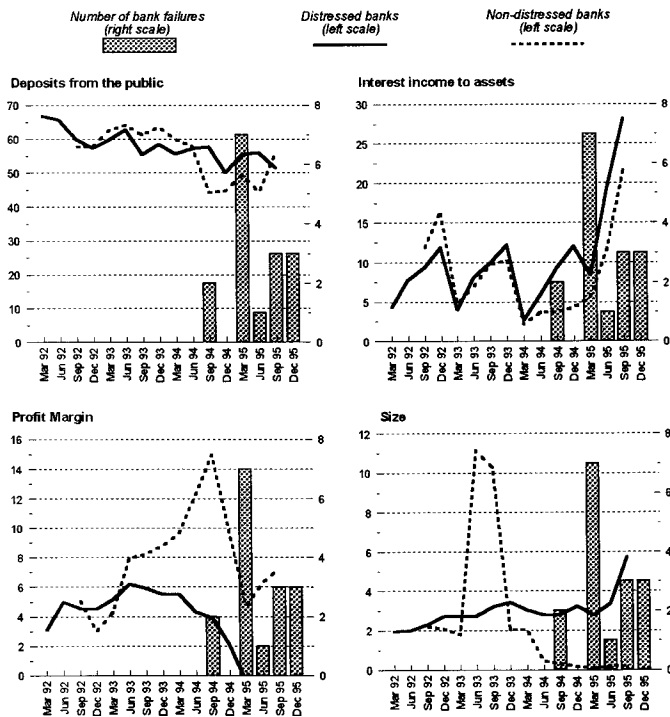 Number of bank failures
(right scale)
Distressed banks
(left scale)
Non-distressed banks
(left scale)
Deposits from the public
70
60
50
40
30
20
10
0
8
6
4
2
0
Mar 92
Jun 92
Sep 92
Dec 92
Mar 93
Jun 93
Sep 93
Dec 93
Mar 94
Jun 94
Sep 94
Dec 94
Mar 95
Jun 95
Sep 95
Dec 95
Interest income to assets
30
25
20
15
10
5
0
8
6
4
2
0
Mar 92
Jun 92
Sep 92
Dec 92
Mar 93
Jun 93
Sep 93
Dec 93
Mar 94
Jun 94
Sep 94
Dec 94
Mar 95
Jun 95
Sep 95
Dec 95
Profit Margin
16
14
12
10
8
6
4
2
0
8
6
4
2
0
Mar 92
Jun 92
Sep 92
Dec 92
Mar 93
Jun 93
Sep 93
Dec 93
Mar 94
Jun 94
Sep 94
Dec 94
Mar 95
Jun 95
Sep 95
Dec 95
Size
12
10
8
6
4
2
0
8
6
4
2
0
Mar 92
Jun 92
Sep 92
Dec 92
Mar 93
Jun 93
Sep 93
Dec 93
Mar 94
Jun 94
Sep 94
Dec 94
Mar 95
Jun 95
Sep 95
Dec 95